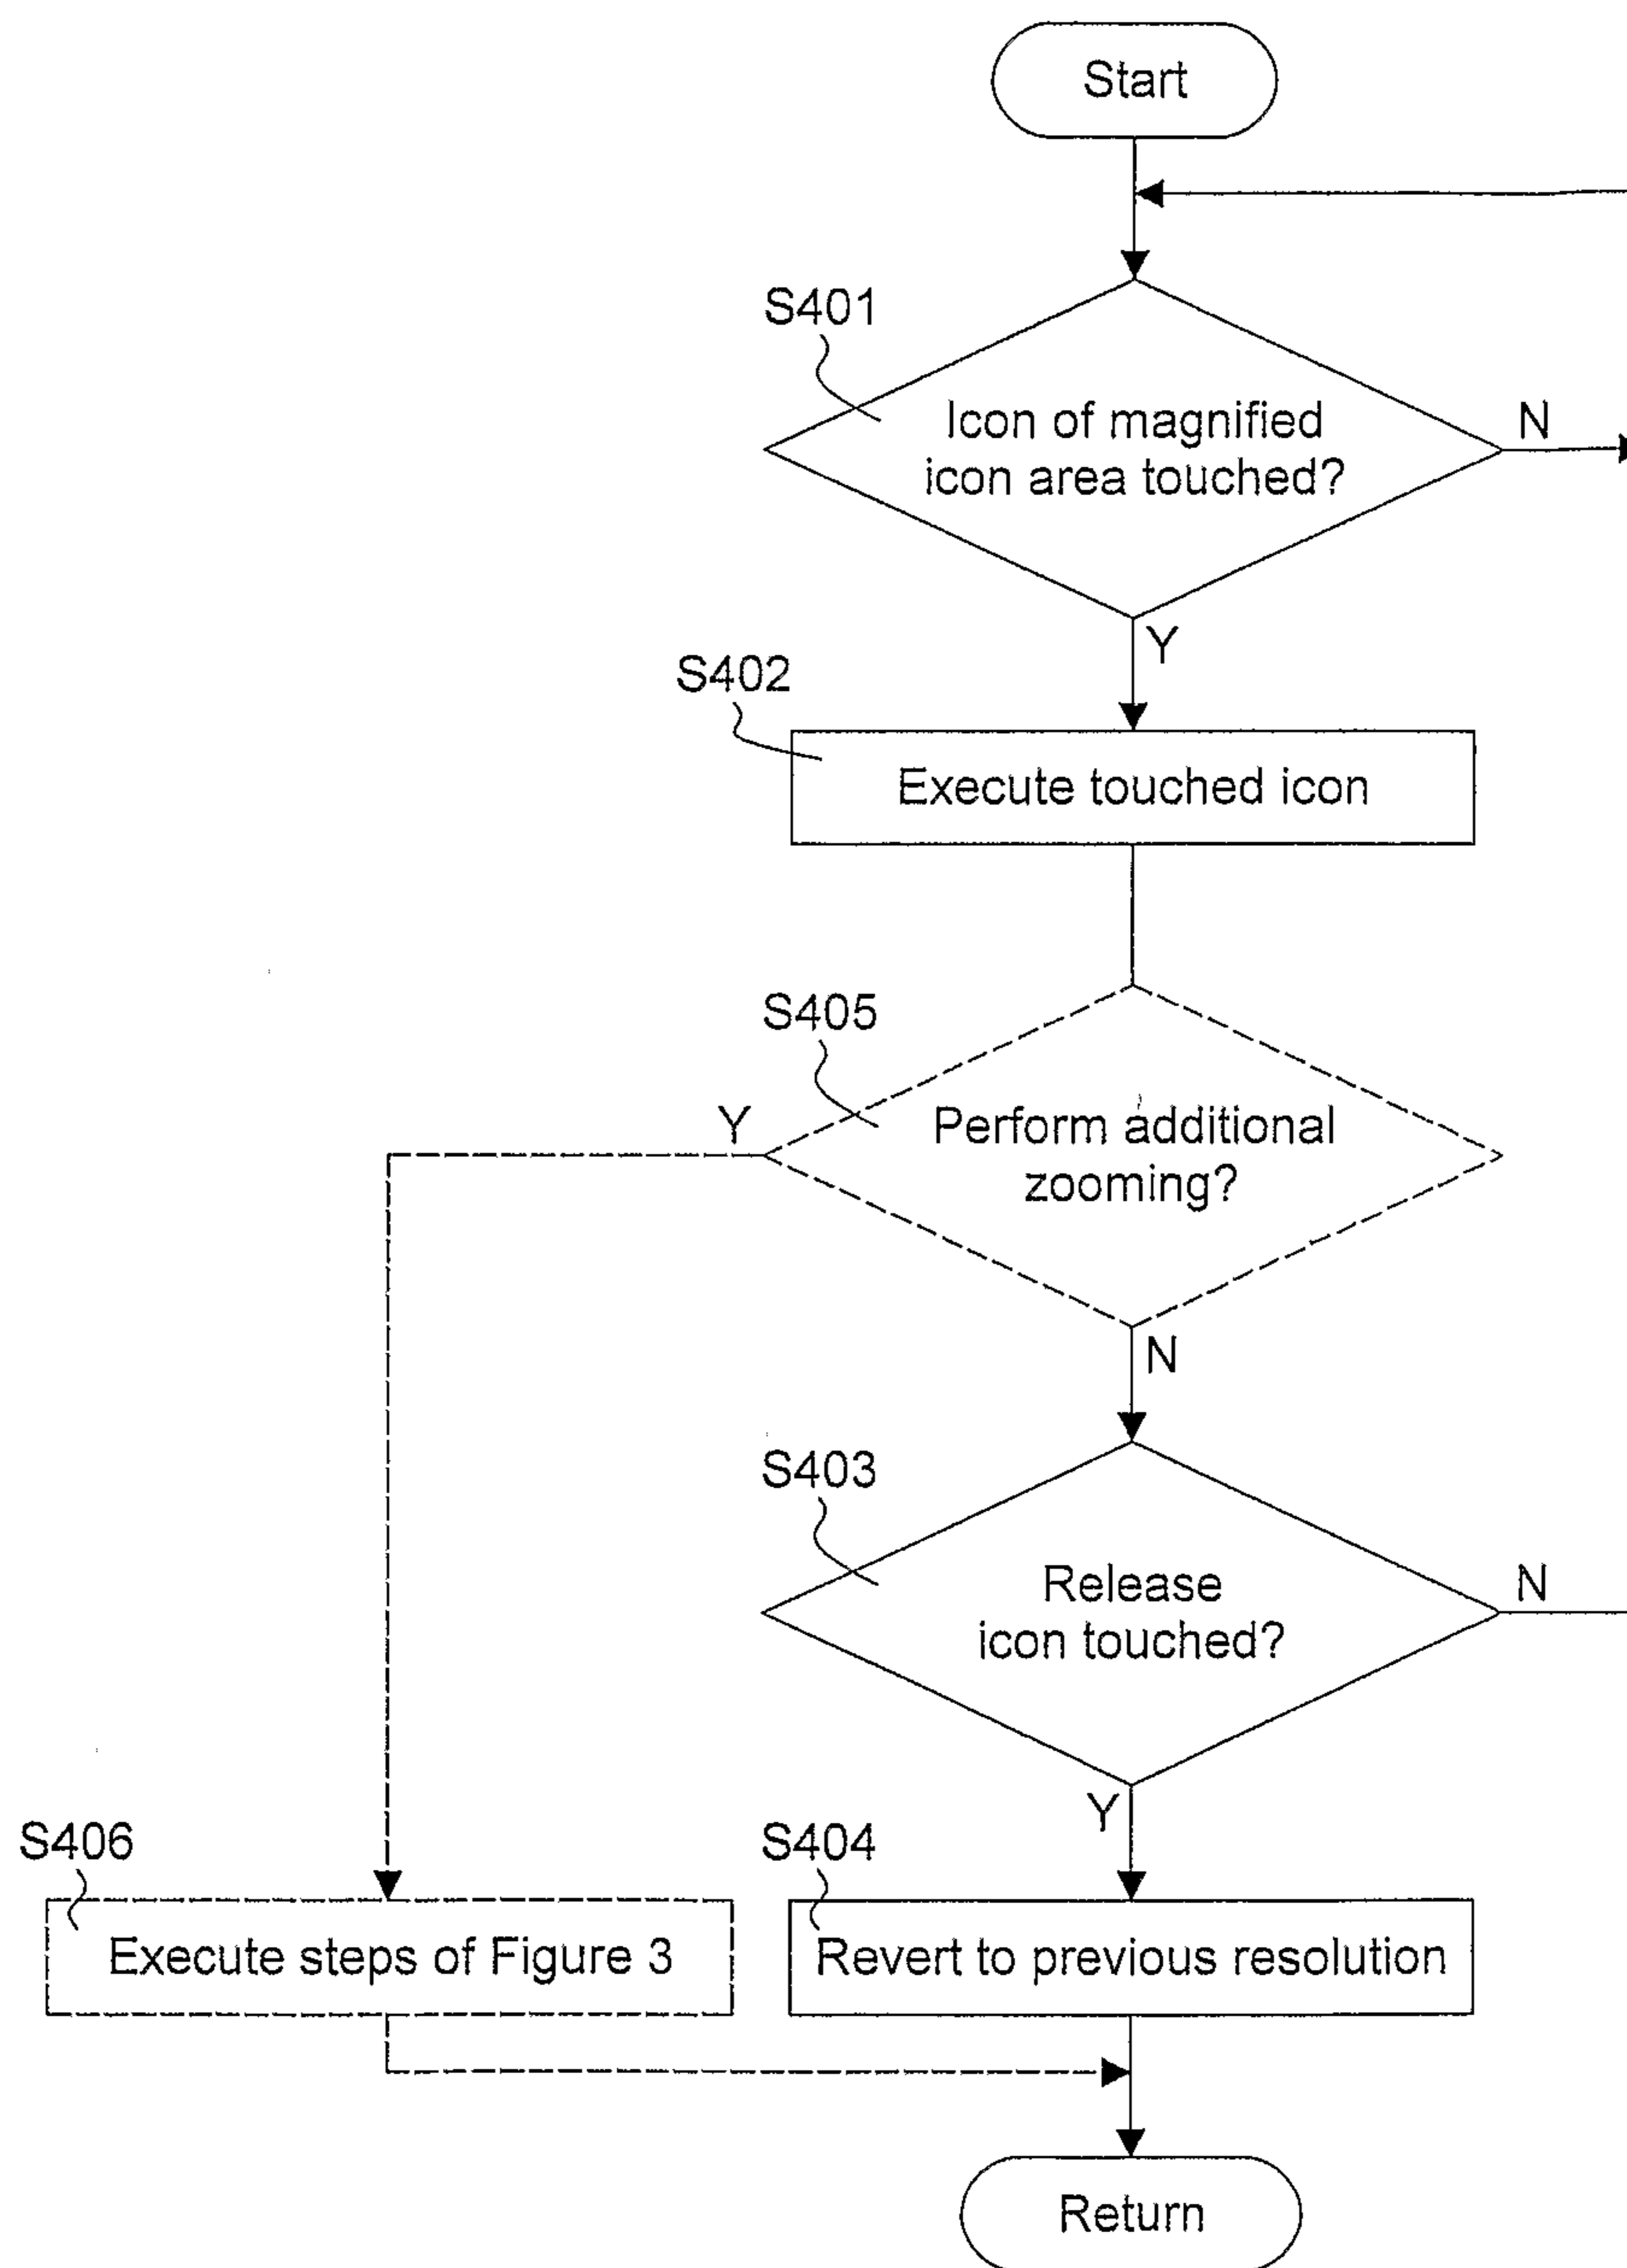 Start
S401
Icon of magnified
icon area touched?
N
Y
S402
Execute touched icon
S405
Y
Perform additional
zooming?
N
S403
Release
icon touched?
N
Y
S406
Execute steps of Figure 3
S404
Revert to previous resolution
Return